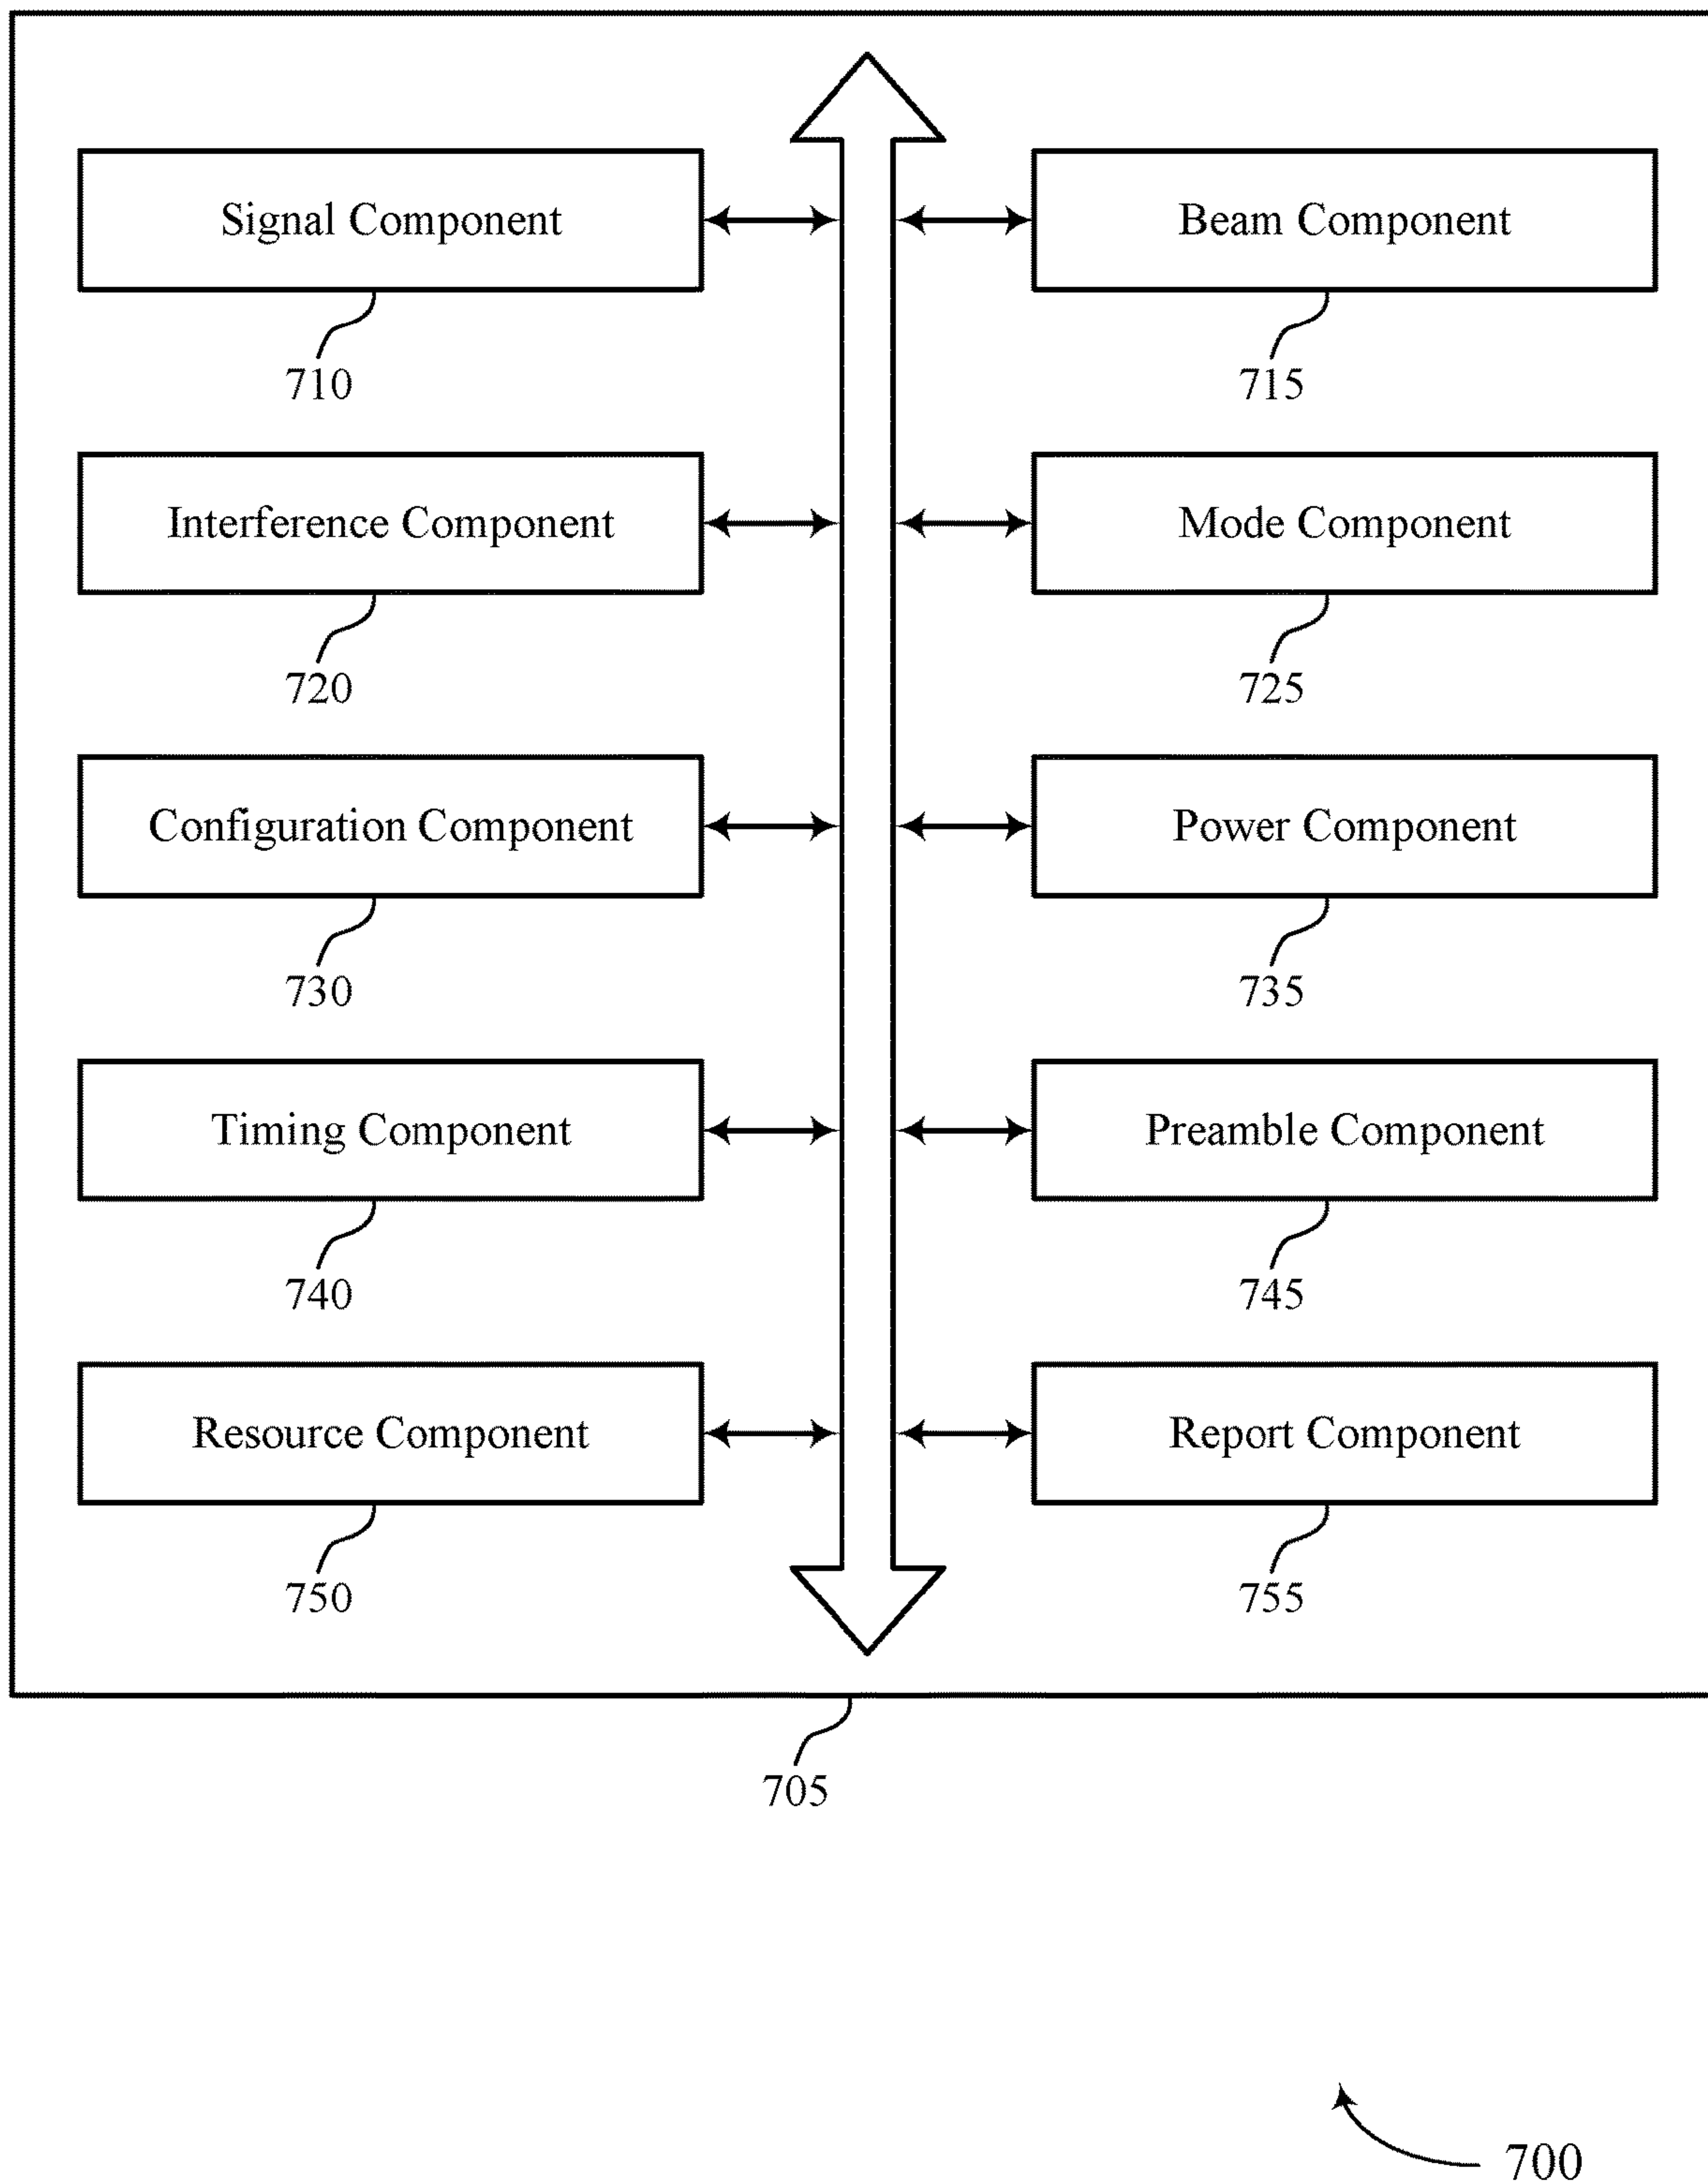 Signal Component
Beam Component
710
715
Interference Component
Mode Component
720
725
Configuration Component
Power Component
730
735
Timing Component
Preamble Component
740
745
Resource Component
Report Component
750
755
705
700